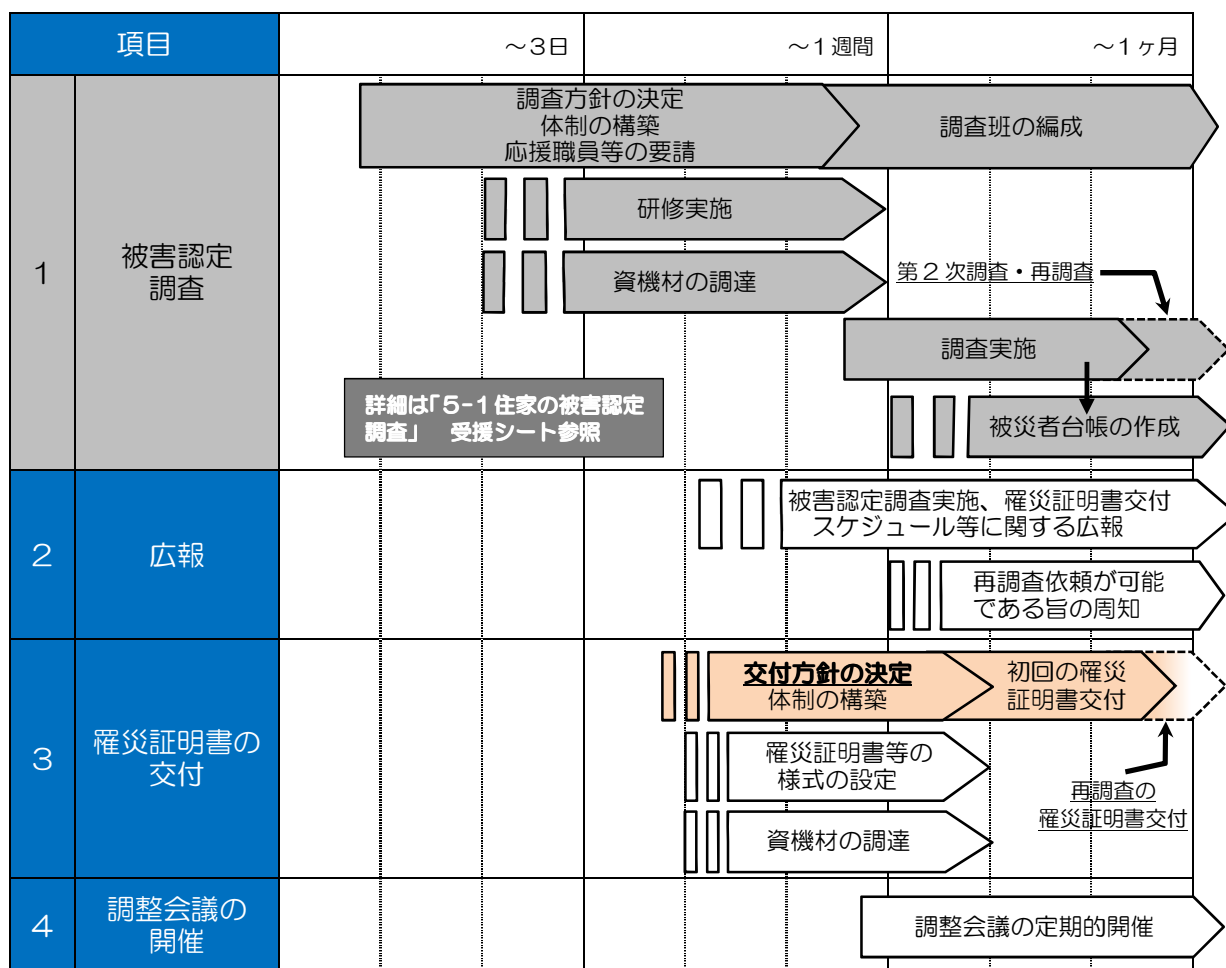 項目
～3日
～1週間
～1ヶ月
1
被害認定
調査
調査方針の決定
体制の構築
応援職員等の要請
調査班の編成
研修実施
資機材の調達
第2次調査・再調査
調査実施
詳細は「5-1住家の被害認定
調査」 受援シート参照
被災者台帳の作成
2
広報
被害認定調査実施、罹災証明書交付
スケジュール等に関する広報
再調査依頼が可能
である旨の周知
3
罹災証明書の
交付
交付方針の決定
体制の構築
初回の罹災
証明書交付
罹災証明書等の
様式の設定
再調査の
罹災証明書交付
資機材の調達
4
調整会議の
開催
調整会議の定期的開催